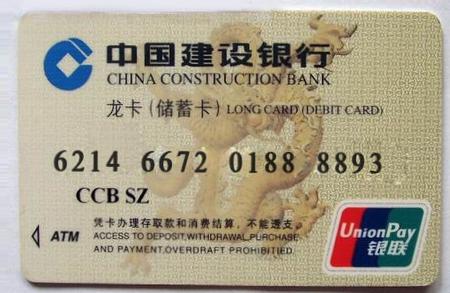 中国建设银行
CHINA CONSTRUCTION BANK
龙卡(储蓄卡) LONG CARD (DEBIT CARD)
6214 6672 0188 8893
CCB SZ
凭卡办理存取款和消费结算，不能透支。
ATM ACCESS TO DEPOSIT,WITHDRAWAL,PURCHASE
AND PAYMENT,OVERDRAFT PROHIBITIED.
UnionPay
银联